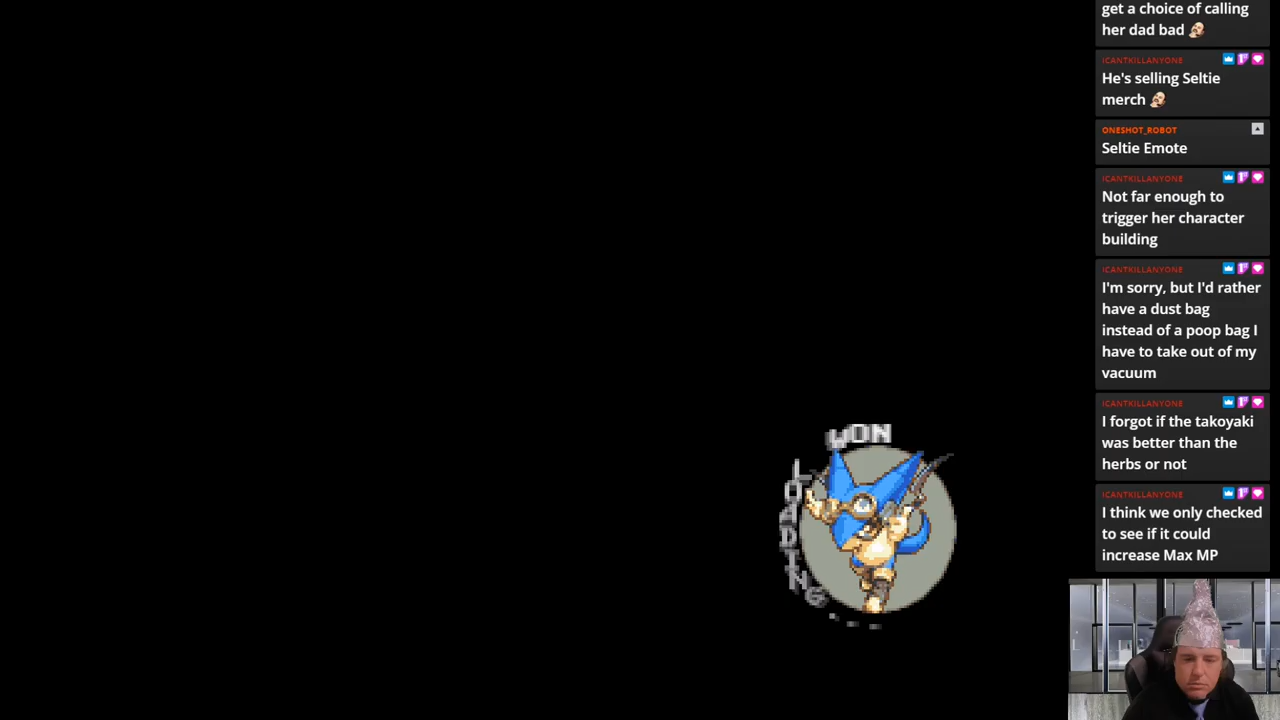 get a choice of calling
her dad bad
ICANTKILLANYONE
He's selling Seltie
merch
ONESHOT_ROBOT
Seltie Emote
ICANTKILLANYONE
Not far enough to
trigger her character
building
ICANTKILLANYONE
I'm sorry, but I'd rather
have a dust bag
instead of a poop bag I
have to take out of my
vacuum
ICANTKILLANYONE
I forgot if the takoyaki
was better than the
herbs or not
ICANTKILLANYONE
I think we only checked
to see if it could
increase Max MP
LOADING....